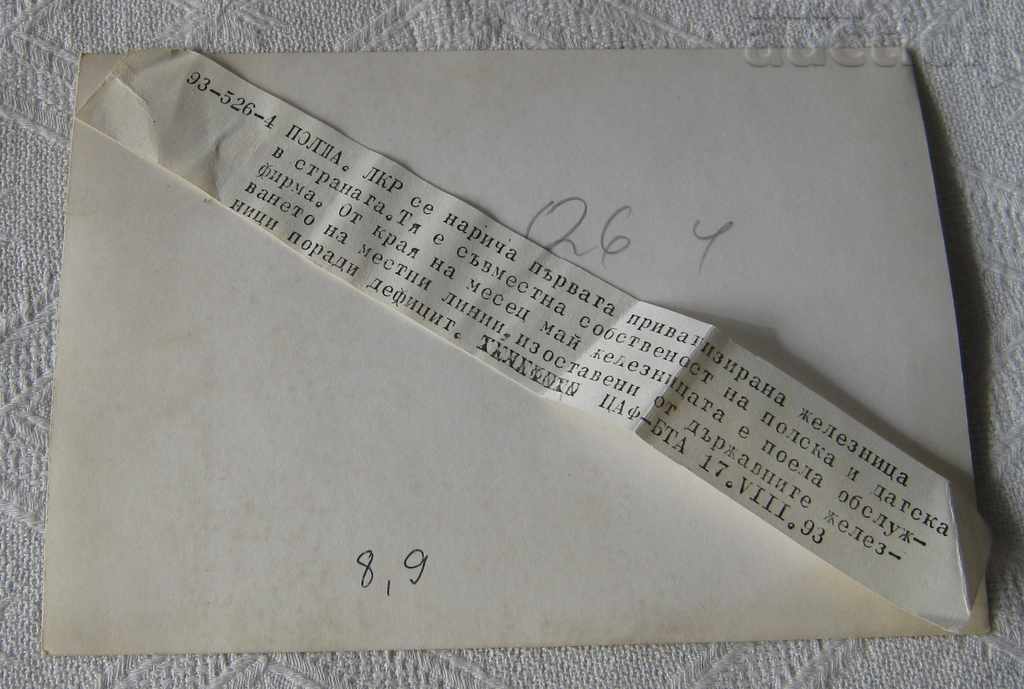 93-526-4 ПОЛША. ЛКР се нарича първата приватизирана железница
в страната.Тя е съвместна собственост на полска и датска
фирма. От края на месец май железницата е поела обслуж-
ването на местни линии,изоставени от държавните желез-
ници поради дефицит. ЦАФ-БТА 17.VIII.93
026 4
8,9